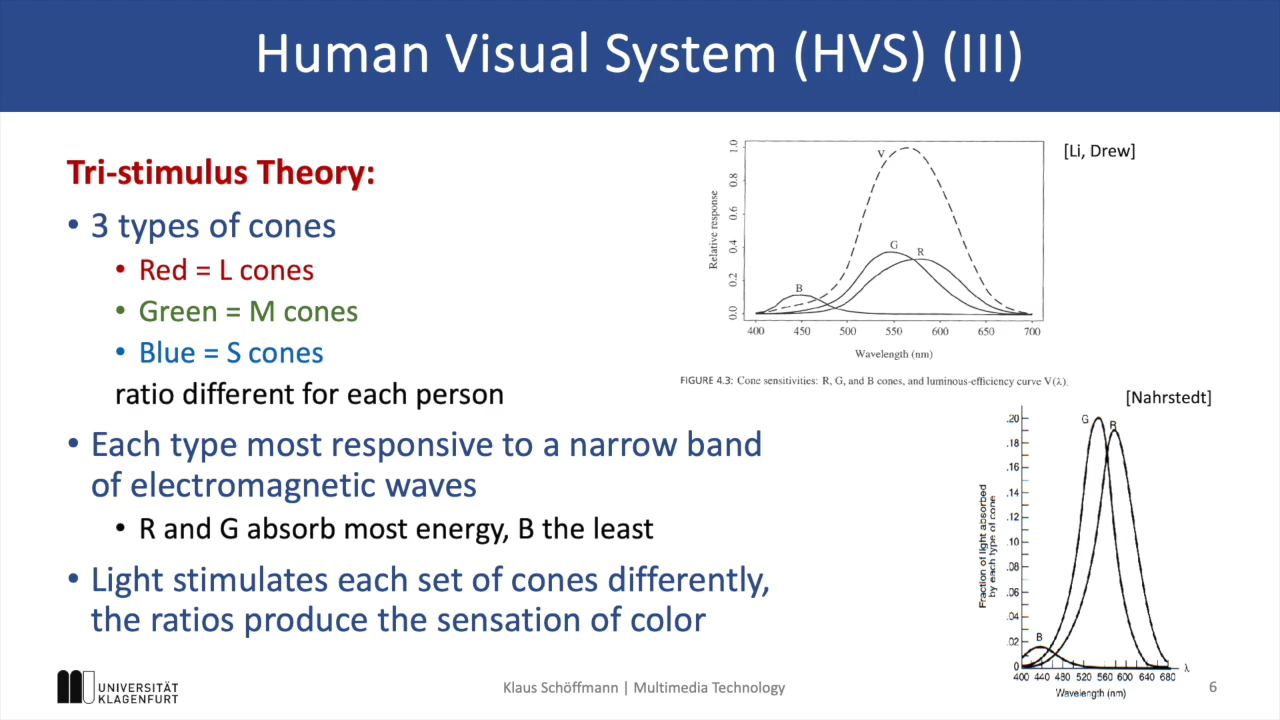 Human Visual System (HVS) (III)
Tri-stimulus Theory:
• 3 types of cones
• Red = L cones
• Green = M cones
• Blue = S cones
ratio different for each person
• Each type most responsive to a narrow band
of electromagnetic waves
• R and G absorb most energy, B the least
• Light stimulates each set of cones differently,
the ratios produce the sensation of color
[Li, Drew]
Relative response
1.0
0.8
0.6
0.4
0.2
0.0
V
G
R
B
400 450 500 550 600 650 700
Wavelength (nm)
FIGURE 4.3: Cone sensitivities: R, G, and B cones, and luminous-efficiency curve V(λ).
[Nahrstedt]
Fraction of light absorbed
by each type of cone
.20
.18
.16
.14
.12
.10
.08
.06
.04
.02
0
G
R
B
400 440 480 520 560 600 640 680
λ
Wavelength (nm)
UNIVERSITÄT
KLAGENFURT
Klaus Schöffmann | Multimedia Technology
6